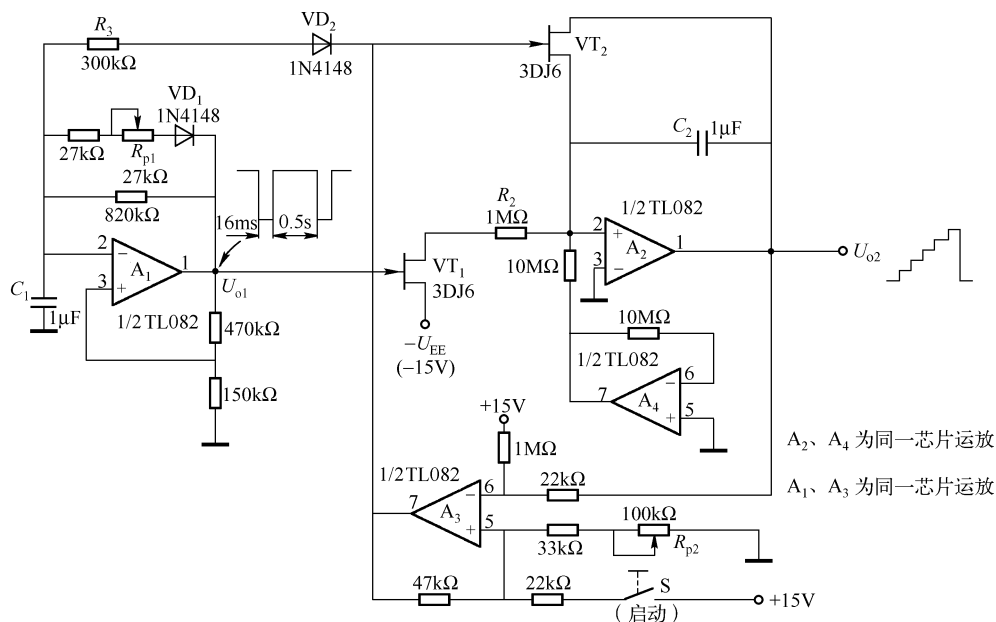 R3
300kΩ
VD2
1N4148
VT2
3DJ6
VD1
1N4148
27kΩ
Rp1
27kΩ
C2
1μF
820kΩ
16ms
0.5s
R2
1MΩ
1/2 TL082
2
+
A2
1
3
−
Uo2
2
−
A1
1
3
+
Uo1
VT1
3DJ6
10MΩ
C1
1μF
1/2 TL082
470kΩ
−UEE
(−15V)
10MΩ
1/2 TL082
6
−
7
A4
+
5
150kΩ
+15V
1MΩ
A2、A4 为同一芯片运放
1/2 TL082
7
6
−
A3
+
5
22kΩ
A1、A3 为同一芯片运放
100kΩ
33kΩ
Rp2
47kΩ
22kΩ
S
+15V
(启动)